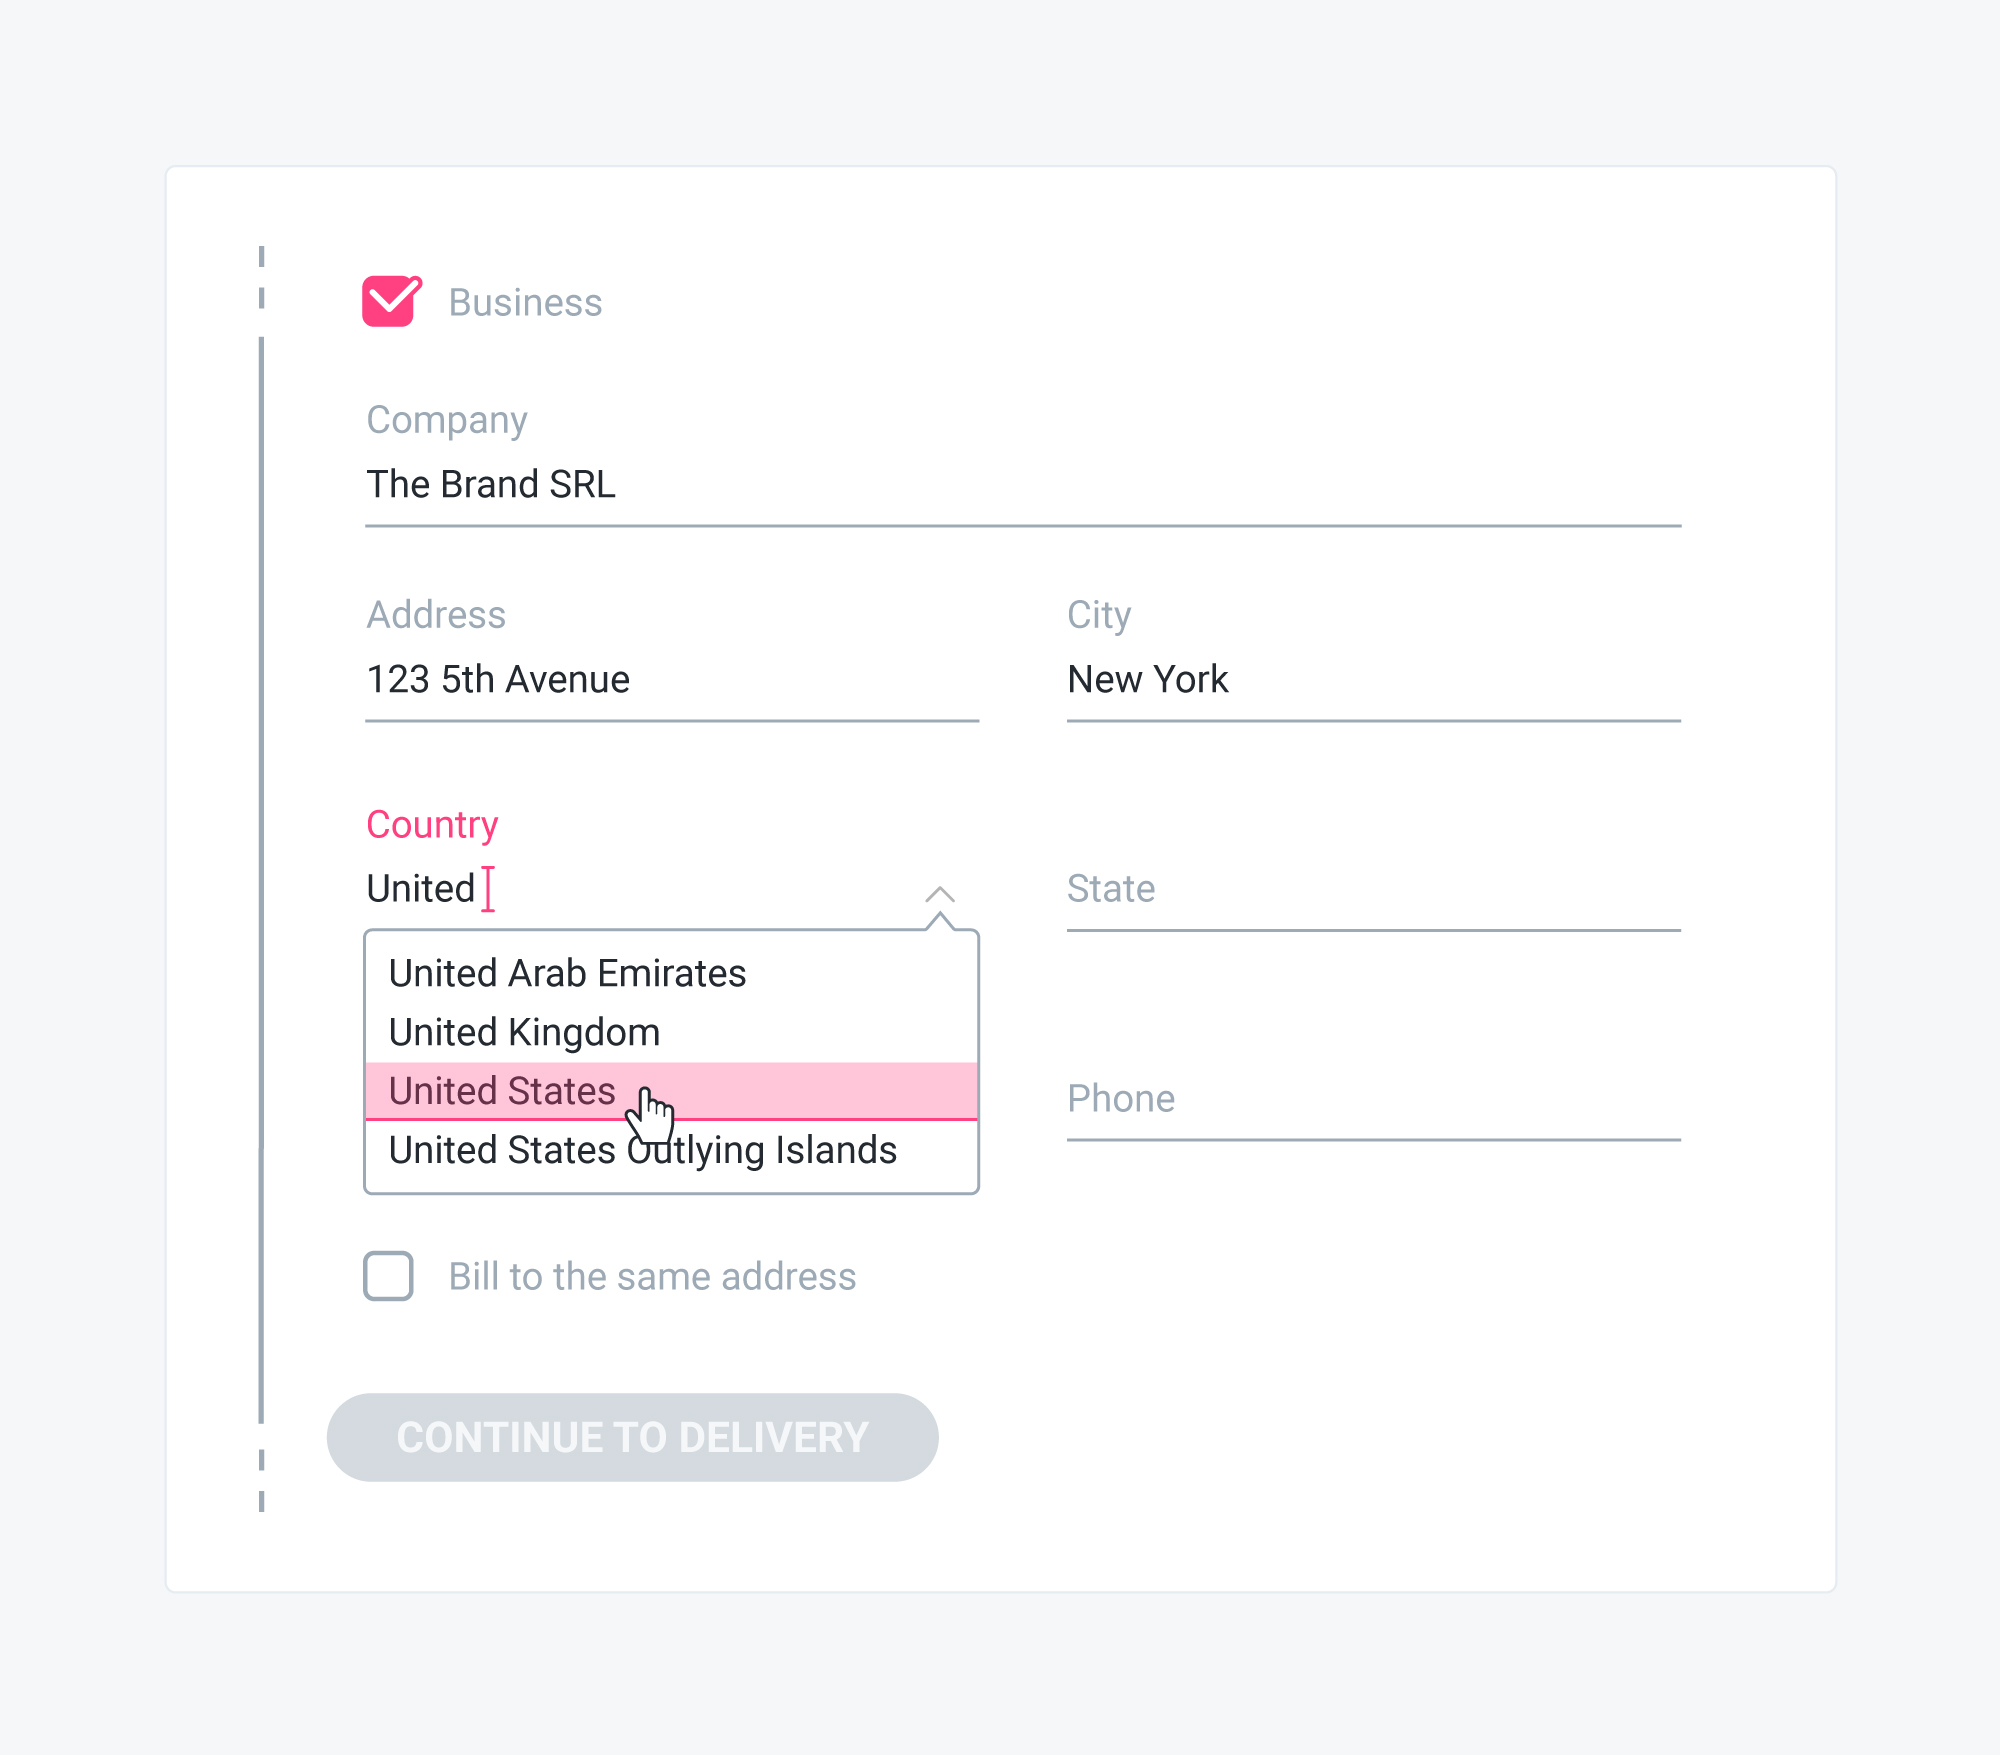 Business
Company
The Brand SRL
Address
City
123 5th Avenue
New York
Country
United
State
United Arab Emirates
United Kingdom
United States
United States Outlying Islands
Phone
Bill to the same address
CONTINUE TO DELIVERY